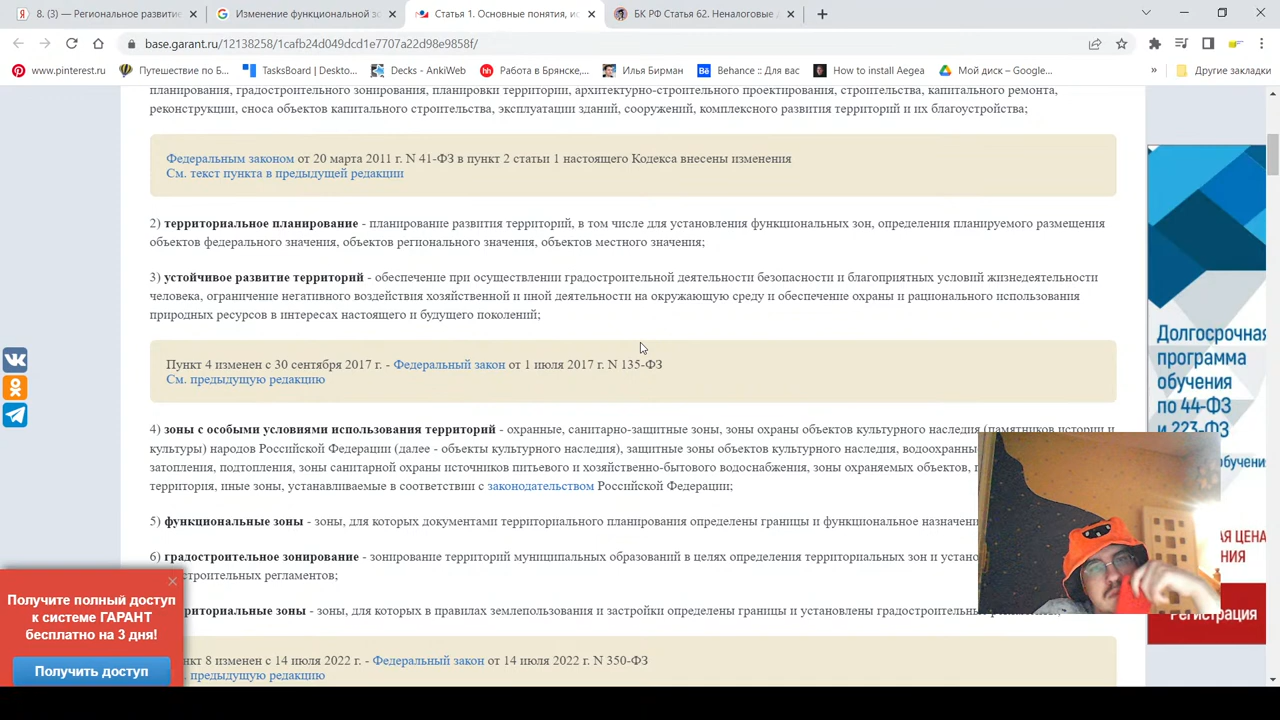 8. (3) — Региональное развитие
Изменение функциональной зо
Статья 1. Основные понятия, ис
БК РФ Статья 62. Неналоговые д
base.garant.ru/12138258/1cafb24d049dcd1e7707a22d98e9858f/
www.pinterest.ru
Путешествие по Б...
TasksBoard | Deskto...
Decks - AnkiWeb
Работа в Брянске,...
Илья Бирман
Behance :: Для вас
How to install Aegea
Мой диск – Google...
»
Другие закладки
планирования, градостроительного зонирования, планировки территории, архитектурно-строительного проектирования, строительства, капитального ремонта,
реконструкции, сноса объектов капитального строительства, эксплуатации зданий, сооружений, комплексного развития территорий и их благоустройства;
Федеральным законом от 20 марта 2011 г. N 41-ФЗ в пункт 2 статьи 1 настоящего Кодекса внесены изменения
См. текст пункта в предыдущей редакции
2) территориальное планирование - планирование развития территорий, в том числе для установления функциональных зон, определения планируемого размещения
объектов федерального значения, объектов регионального значения, объектов местного значения;
3) устойчивое развитие территорий - обеспечение при осуществлении градостроительной деятельности безопасности и благоприятных условий жизнедеятельности
человека, ограничение негативного воздействия хозяйственной и иной деятельности на окружающую среду и обеспечение охраны и рационального использования
природных ресурсов в интересах настоящего и будущего поколений;
Пункт 4 изменен с 30 сентября 2017 г. - Федеральный закон от 1 июля 2017 г. N 135-ФЗ
См. предыдущую редакцию
4) зоны с особыми условиями использования территорий - охранные, санитарно-защитные зоны, зоны охраны объектов культурного наследия (памятников истории и
культуры) народов Российской Федерации (далее - объекты культурного наследия), защитные зоны объектов культурного наследия, водоохранные
затопления, подтопления, зоны санитарной охраны источников питьевого и хозяйственно-бытового водоснабжения, зоны охраняемых объектов,
территория, иные зоны, устанавливаемые в соответствии с законодательством Российской Федерации;
5) функциональные зоны - зоны, для которых документами территориального планирования определены границы и функциональное назначен
6) градостроительное зонирование - зонирование территорий муниципальных образований в целях определения территориальных зон и устано
строительных регламентов;
риториальные зоны - зоны, для которых в правилах землепользования и застройки определены границы и установлены градостроительные
нкт 8 изменен с 14 июля 2022 г. - Федеральный закон от 14 июля 2022 г. N 350-ФЗ
. предыдущую редакцию
Получите полный доступ
к системе ГАРАНТ
бесплатно на 3 дня!
Получить доступ
Долгосрочная
программа
обучения
по 44-ФЗ
и 223-ФЗ
обучени
АЯ ЦЕНА
ЕНИЯ
Регистрация